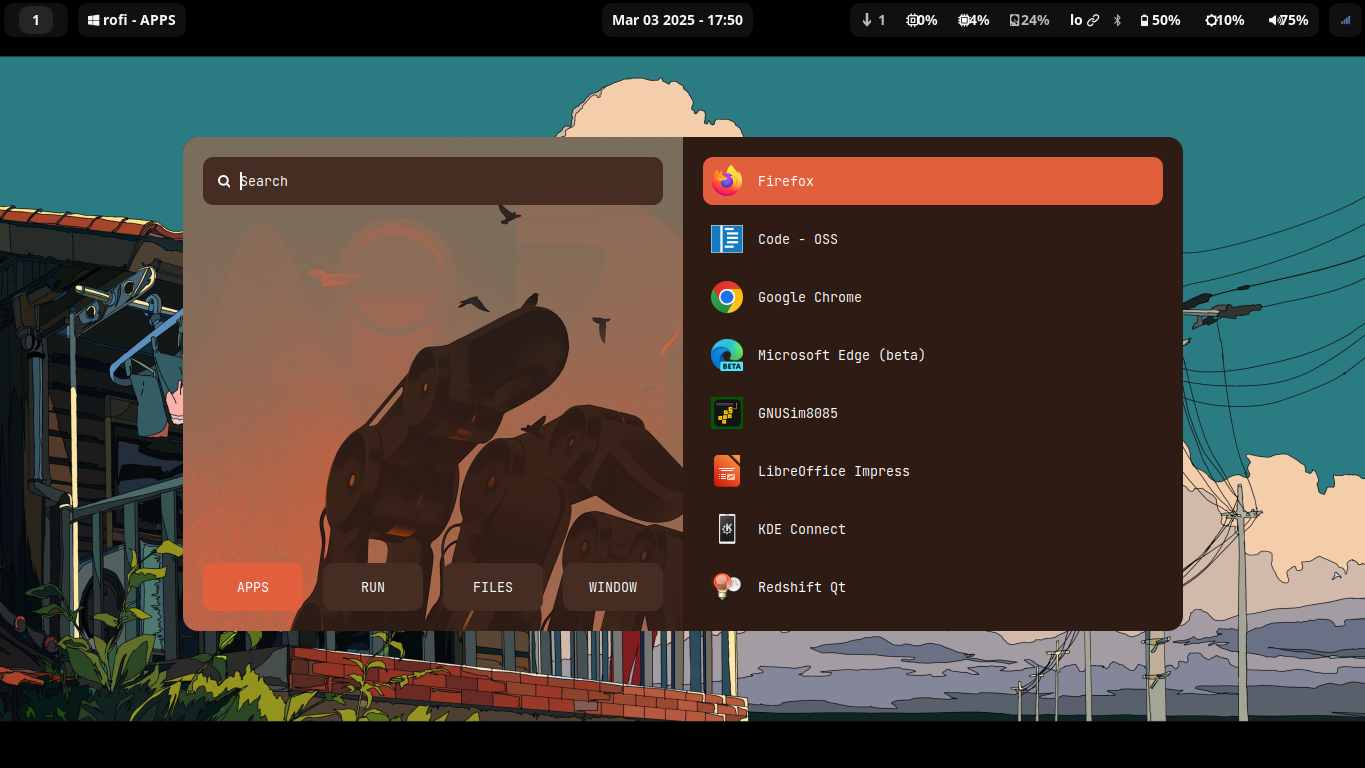 1
rofi - APPS
Mar 03 2025 - 17:50
1 0% 4% 24% lo 50% 10% 75%
Search
Firefox
Code - OSS
Google Chrome
Microsoft Edge (beta)
BETA
GNUSim8085
LibreOffice Impress
KDE Connect
Redshift Qt
APPS RUN FILES WINDOW